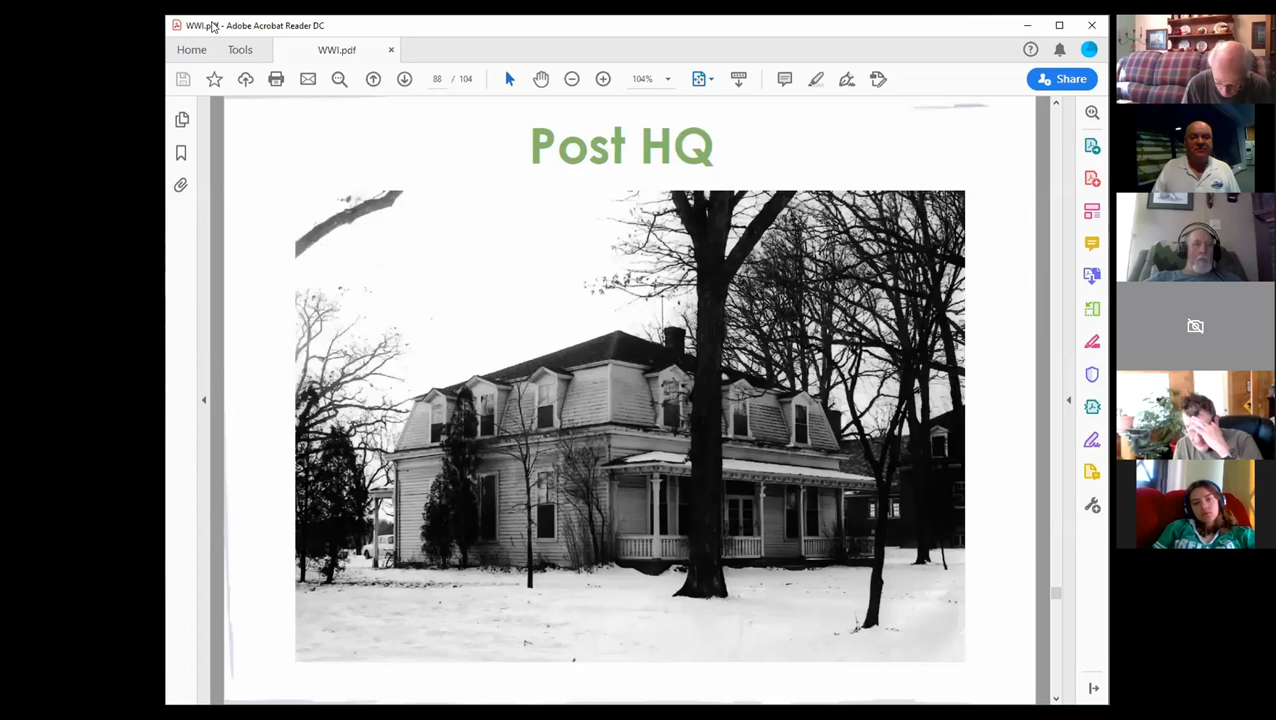 WWI.pdf - Adobe Acrobat Reader DC
Home Tools WWI.pdf ×
88 / 104 104% Share
Post HQ